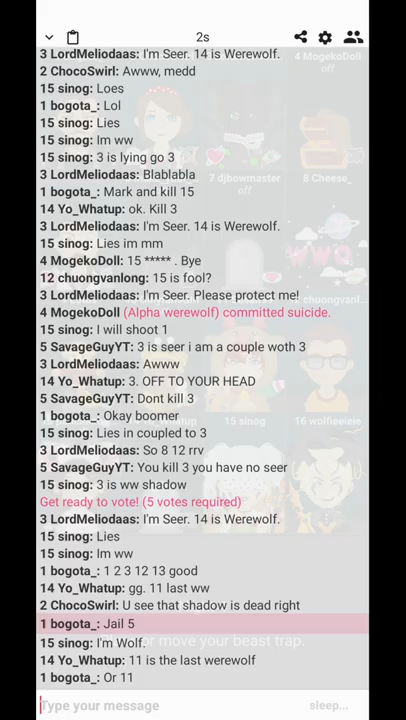 2s
3 LordMeliodaas: I'm Seer. 14 is Werewolf.
4 MogekoDoll
off
2 ChocoSwirl: Awww, medd
15 sinog: Loes
1 bogota_: Lol
15 sinog: Lies
15 sinog: Im ww
15 sinog: 3 is lying go 3
3 LordMeliodaas: Blablabla
7 djbowmaster
off
8 Cheese_
1 bogota_: Mark and kill 15
14 Yo_Whatup: ok. Kill 3
3 LordMeliodaas: I'm Seer. 14 is Werewolf.
15 sinog: Lies im mm
4 MogekoDoll: 15 ***** . Bye
12 chuongvanlong: 15 is fool?
3 LordMeliodaas: I'm Seer. Please protect me!
4 MogekoDoll (Alpha werewolf) committed suicide.
15 sinog: I will shoot 1
5 SavageGuyYT: 3 is seer i am a couple woth 3
3 LordMeliodaas: Awww
14 Yo_Whatup: 3. OFF TO YOUR HEAD
5 SavageGuyYT: Dont kill 3
1 bogota_: Okay boomer
15 sinog
16 wolfieeieie
15 sinog: Lies in coupled to 3
3 LordMeliodaas: So 8 12 rrv
5 SavageGuyYT: You kill 3 you have no seer
15 sinog: 3 is ww shadow
Get ready to vote! (5 votes required)
3 LordMeliodaas: I'm Seer. 14 is Werewolf.
15 sinog: Lies
15 sinog: Im ww
1 bogota_: 1 2 3 12 13 good
14 Yo_Whatup: gg. 11 last ww
2 ChocoSwirl: U see that shadow is dead right
1 bogota_: Jail 5
15 sinog: I'm Wolf.
or move your beast trap.
14 Yo_Whatup: 11 is the last werewolf
1 bogota_: Or 11
Type your message
sleep...